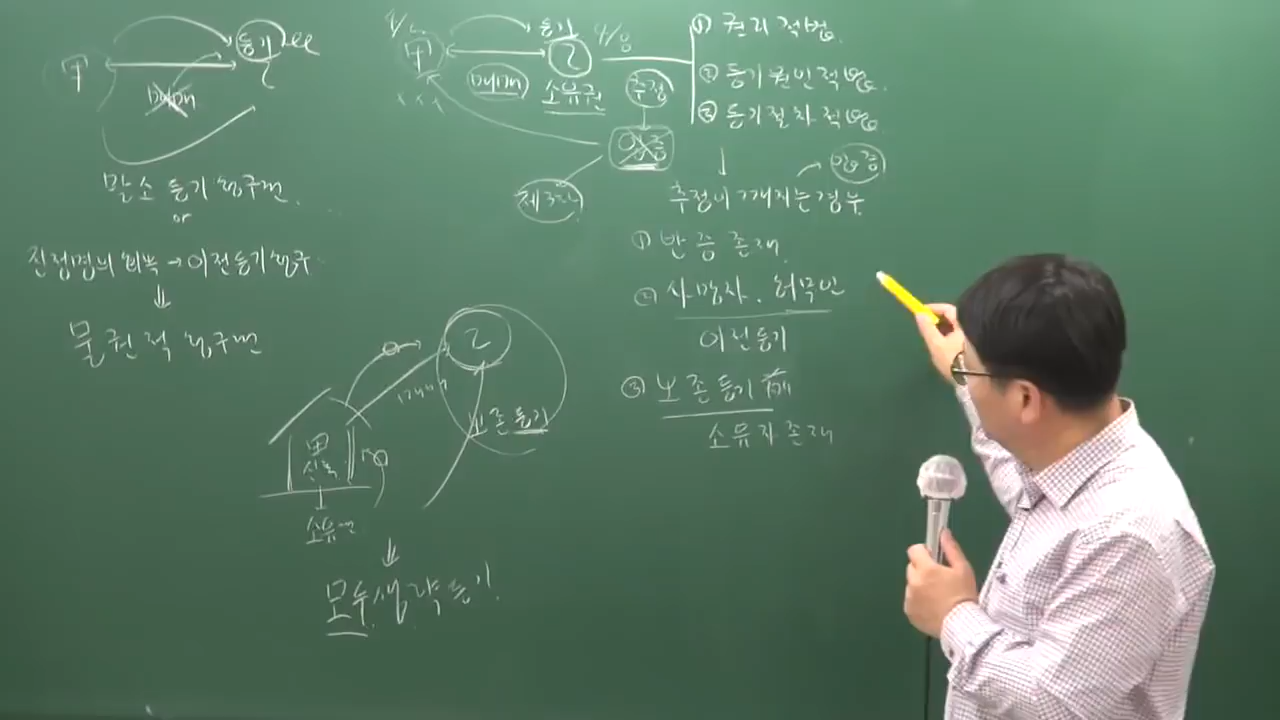 甲
등기
乙
매매
말소 등기 청구권.
or
진정명의 회복 → 이전등기청구
물권적 청구권
甲
등기
乙
매매
소유권
추정
입증
제3자
① 권리 적법.
② 등기원인적법.
③ 등기절차적법.
입증
추정이 깨지는 경우
① 반증 존재.
② 사망자. 허무인
이전등기
③ 보존등기
소유자 존재
乙
보존등기
甲
신축
소유권
모두생략등기